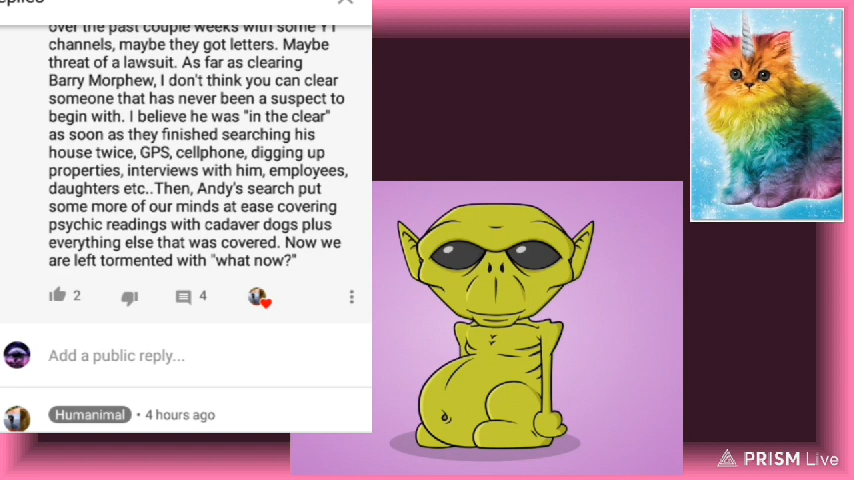 over the past couple weeks with some YT
channels, maybe they got letters. Maybe
threat of a lawsuit. As far as clearing
Barry Morphew, I don't think you can clear
someone that has never been a suspect to
begin with. I believe he was "in the clear"
as soon as they finished searching his
house twice, GPS, cellphone, digging up
properties, interviews with him, employees,
daughters etc..Then, Andy's search put
some more of our minds at ease covering
psychic readings with cadaver dogs plus
everything else that was covered. Now we
are left tormented with "what now?"
2
4
Add a public reply...
Humanimal • 4 hours ago
PRISM Live